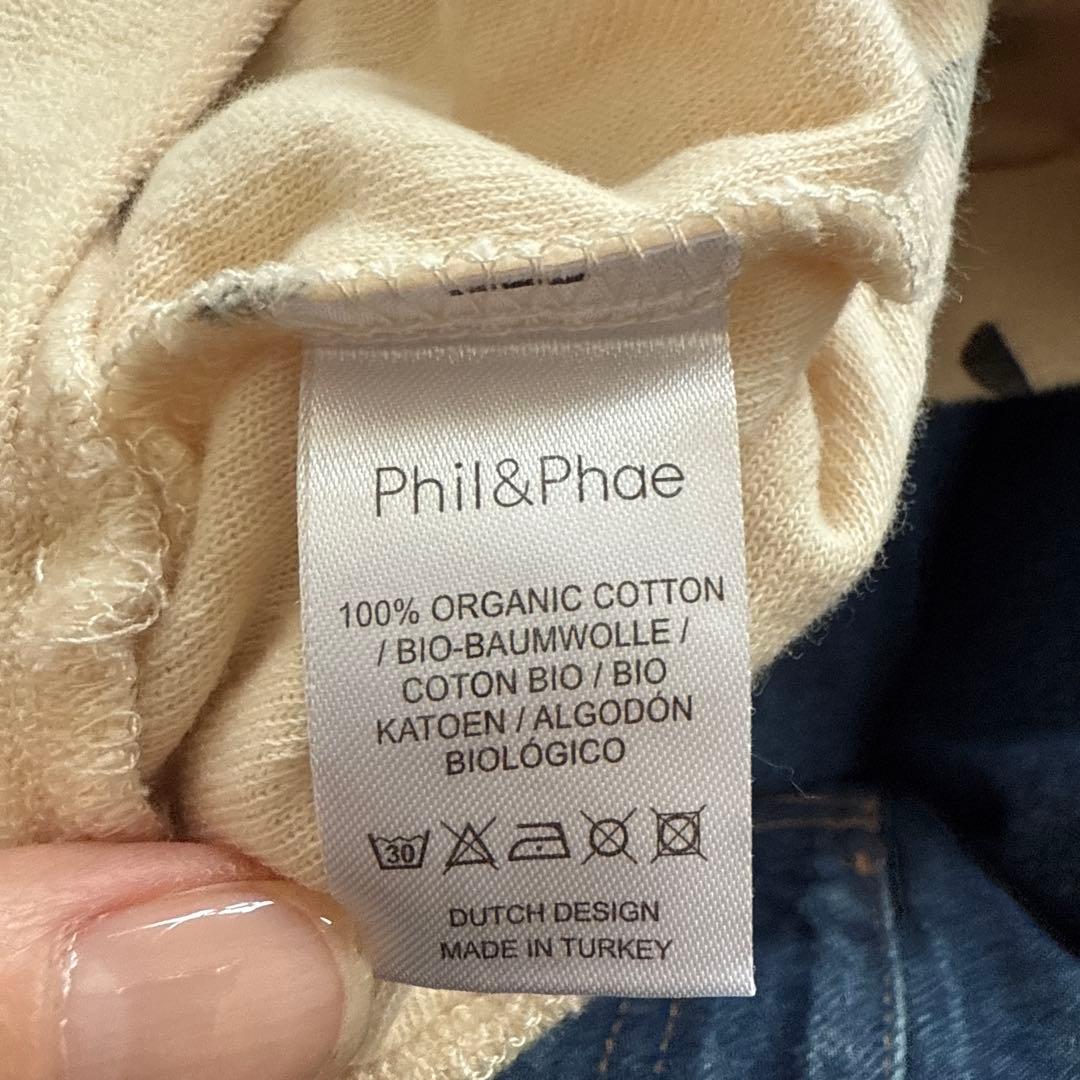 Phil&Phae
100% ORGANIC COTTON
/ BIO-BAUMWOLLE /
COTON BIO / BIO
KATOEN / ALGODÓN
BIOLÓGICO
30
DUTCH DESIGN
MADE IN TURKEY